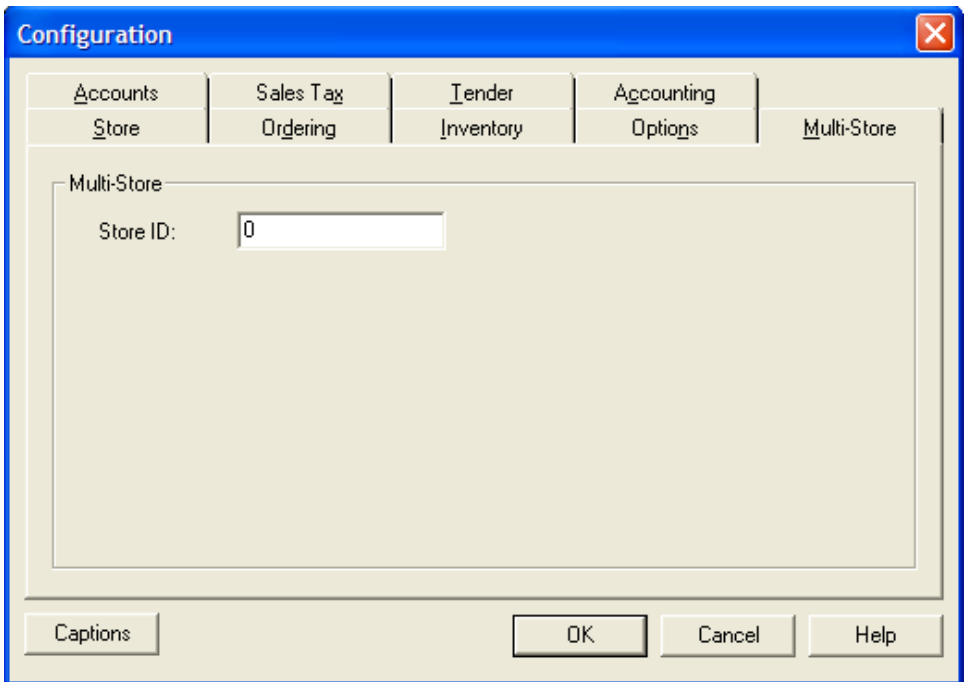 Configuration
Accounts Sales Tax Tender Accounting
Store Ordering Inventory Options Multi-Store
Multi-Store
Store ID: 0
Captions OK Cancel Help